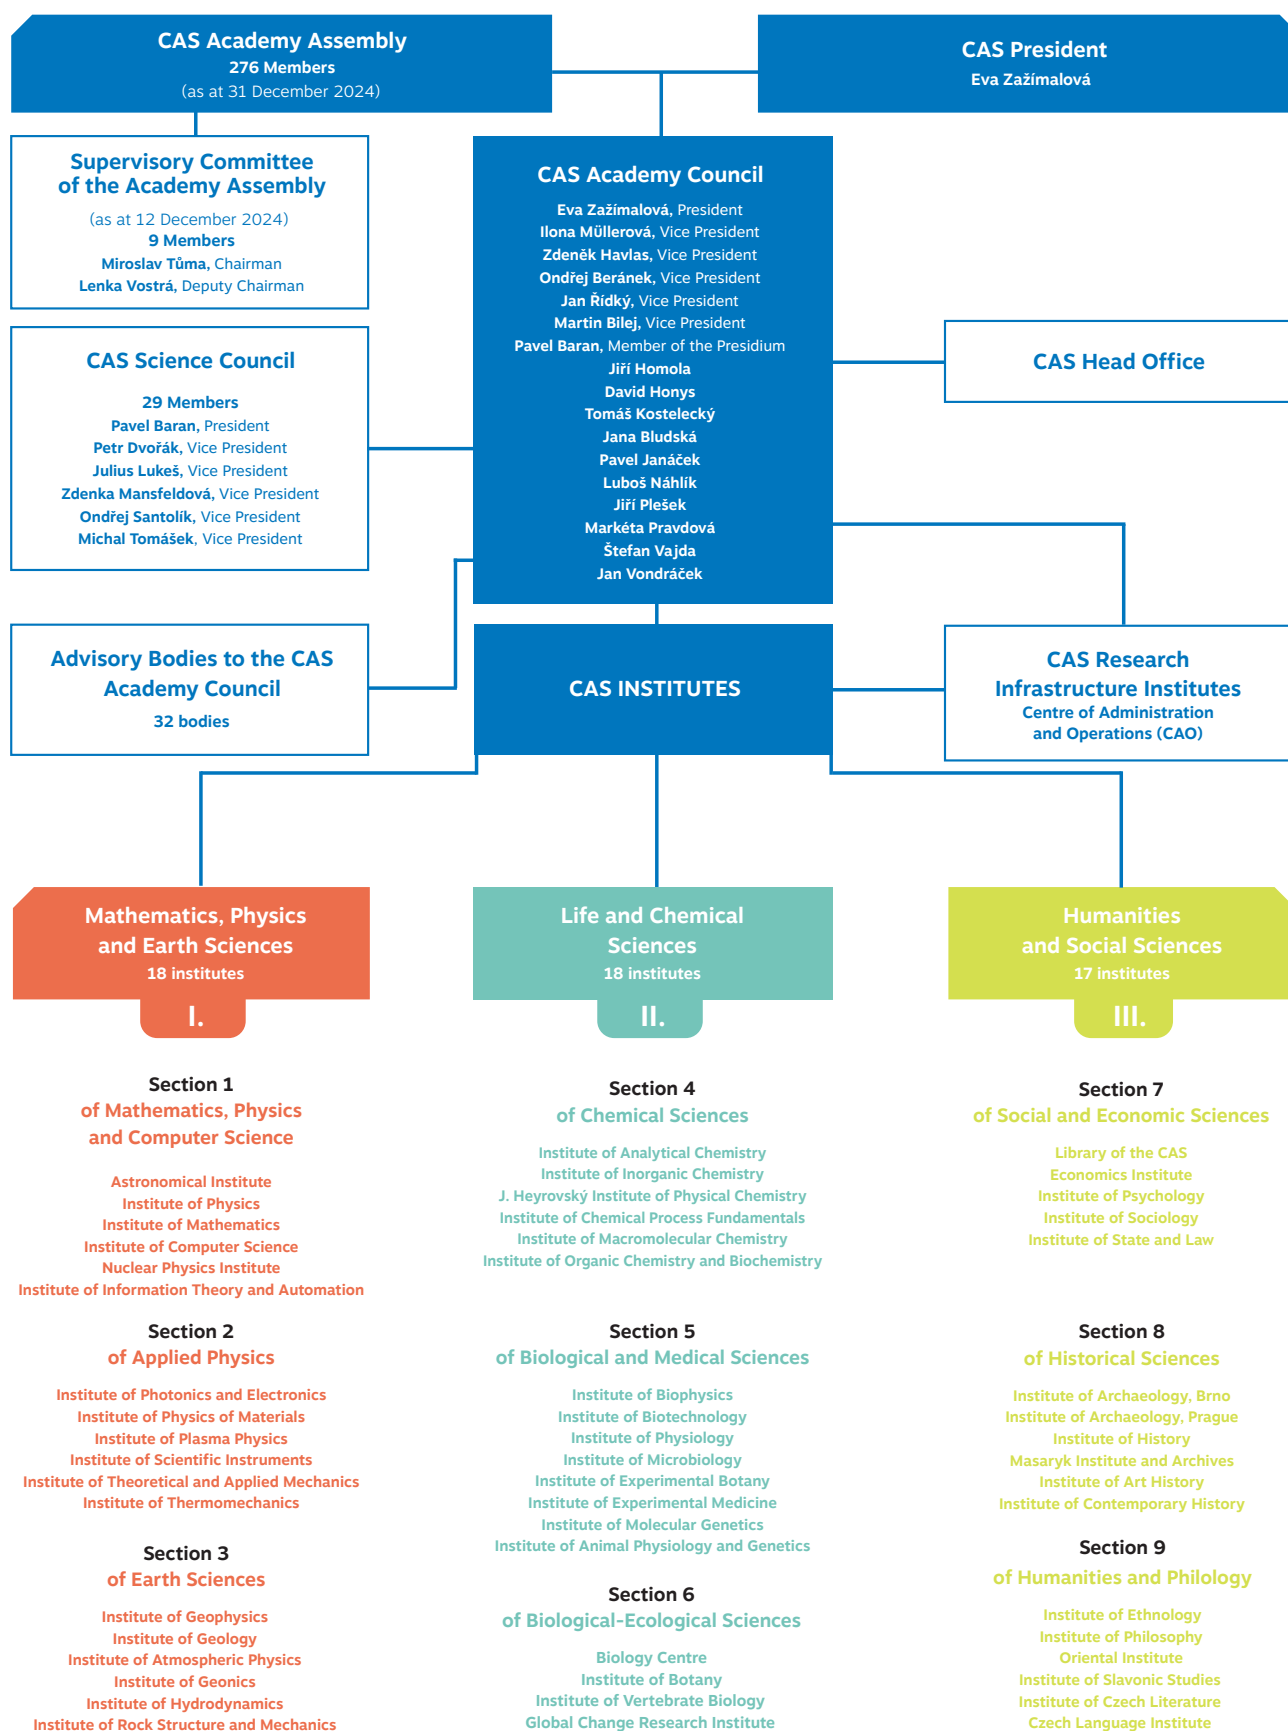 CAS Academy Assembly
276 Members
(as at 31 December 2024)
CAS President
Eva Zažímalová
Supervisory Committee
of the Academy Assembly
(as at 12 December 2024)
9 Members
Miroslav Tůma, Chairman
Lenka Vostrá, Deputy Chairman
CAS Academy Council
Eva Zažímalová, President
Ilona Müllerová, Vice President
Zdeněk Havlas, Vice President
Ondřej Beránek, Vice President
Jan Řídký, Vice President
Martin Bilej, Vice President
Pavel Baran, Member of the Presidium
Jiří Homola
David Honys
Tomáš Kostelecký
Jana Bludská
Pavel Janáček
Luboš Náhlík
Jiří Plešek
Markéta Pravdová
Štefan Vajda
Jan Vondráček
CAS Science Council
29 Members
Pavel Baran, President
Petr Dvořák, Vice President
Julius Lukeš, Vice President
Zdenka Mansfeldová, Vice President
Ondřej Santolík, Vice President
Michal Tomášek, Vice President
CAS Head Office
Advisory Bodies to the CAS
Academy Council
32 bodies
CAS INSTITUTES
CAS Research
Infrastructure Institutes
Centre of Administration
and Operations (CAO)
Mathematics, Physics
and Earth Sciences
18 institutes
I.
Section 1
of Mathematics, Physics
and Computer Science
Astronomical Institute
Institute of Physics
Institute of Mathematics
Institute of Computer Science
Nuclear Physics Institute
Institute of Information Theory and Automation
Section 2
of Applied Physics
Institute of Photonics and Electronics
Institute of Physics of Materials
Institute of Plasma Physics
Institute of Scientific Instruments
Institute of Theoretical and Applied Mechanics
Institute of Thermomechanics
Section 3
of Earth Sciences
Institute of Geophysics
Institute of Geology
Institute of Atmospheric Physics
Institute of Geonics
Institute of Hydrodynamics
Institute of Rock Structure and Mechanics
Life and Chemical
Sciences
18 institutes
II.
Section 4
of Chemical Sciences
Institute of Analytical Chemistry
Institute of Inorganic Chemistry
J. Heyrovský Institute of Physical Chemistry
Institute of Chemical Process Fundamentals
Institute of Macromolecular Chemistry
Institute of Organic Chemistry and Biochemistry
Section 5
of Biological and Medical Sciences
Institute of Biophysics
Institute of Biotechnology
Institute of Physiology
Institute of Microbiology
Institute of Experimental Botany
Institute of Experimental Medicine
Institute of Molecular Genetics
Institute of Animal Physiology and Genetics
Section 6
of Biological-Ecological Sciences
Biology Centre
Institute of Botany
Institute of Vertebrate Biology
Global Change Research Institute
Humanities
and Social Sciences
17 institutes
III.
Section 7
of Social and Economic Sciences
Library of the CAS
Economics Institute
Institute of Psychology
Institute of Sociology
Institute of State and Law
Section 8
of Historical Sciences
Institute of Archaeology, Brno
Institute of Archaeology, Prague
Institute of History
Masaryk Institute and Archives
Institute of Art History
Institute of Contemporary History
Section 9
of Humanities and Philology
Institute of Ethnology
Institute of Philosophy
Oriental Institute
Institute of Slavonic Studies
Institute of Czech Literature
Czech Language Institute